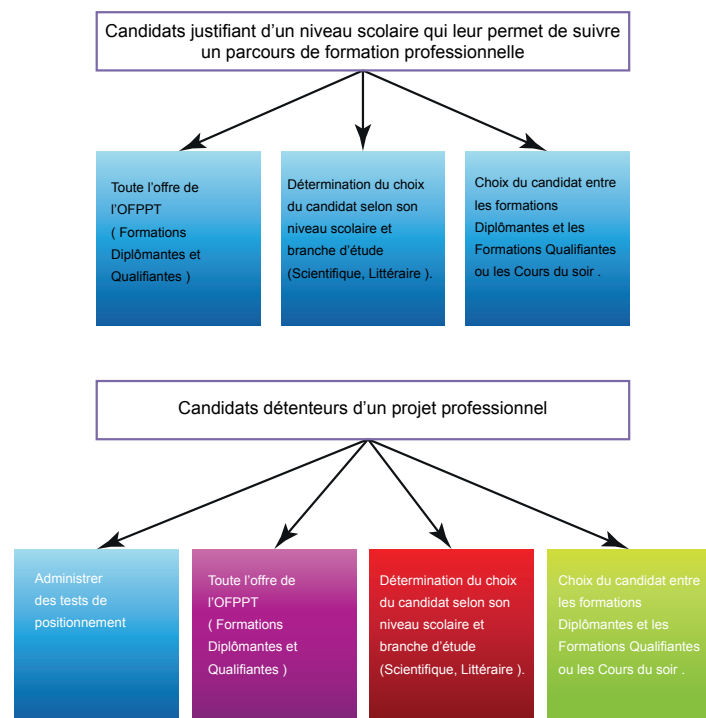 Candidats justifiant d'un niveau scolaire qui leur permet de suivre
un parcours de formation professionnelle
Toute l'offre de
l'OFPPT
( Formations
Diplômantes et
Qualifiantes )
Détermination du choix
du candidat selon son
niveau scolaire et
branche d'étude
(Scientifique, Littéraire ).
Choix du candidat entre
les formations
Diplômantes et les
Formations Qualifiantes
ou les Cours du soir .
Candidats détenteurs d'un projet professionnel
Administrer
des tests de
positionnement
Toute l'offre de
l'OFPPT
( Formations
Diplômantes et
Qualifiantes )
Détermination du choix
du candidat selon son
niveau scolaire et
branche d'étude
(Scientifique, Littéraire ).
Choix du candidat entre
les formations
Diplômantes et les
Formations Qualifiantes
ou les Cours du soir .